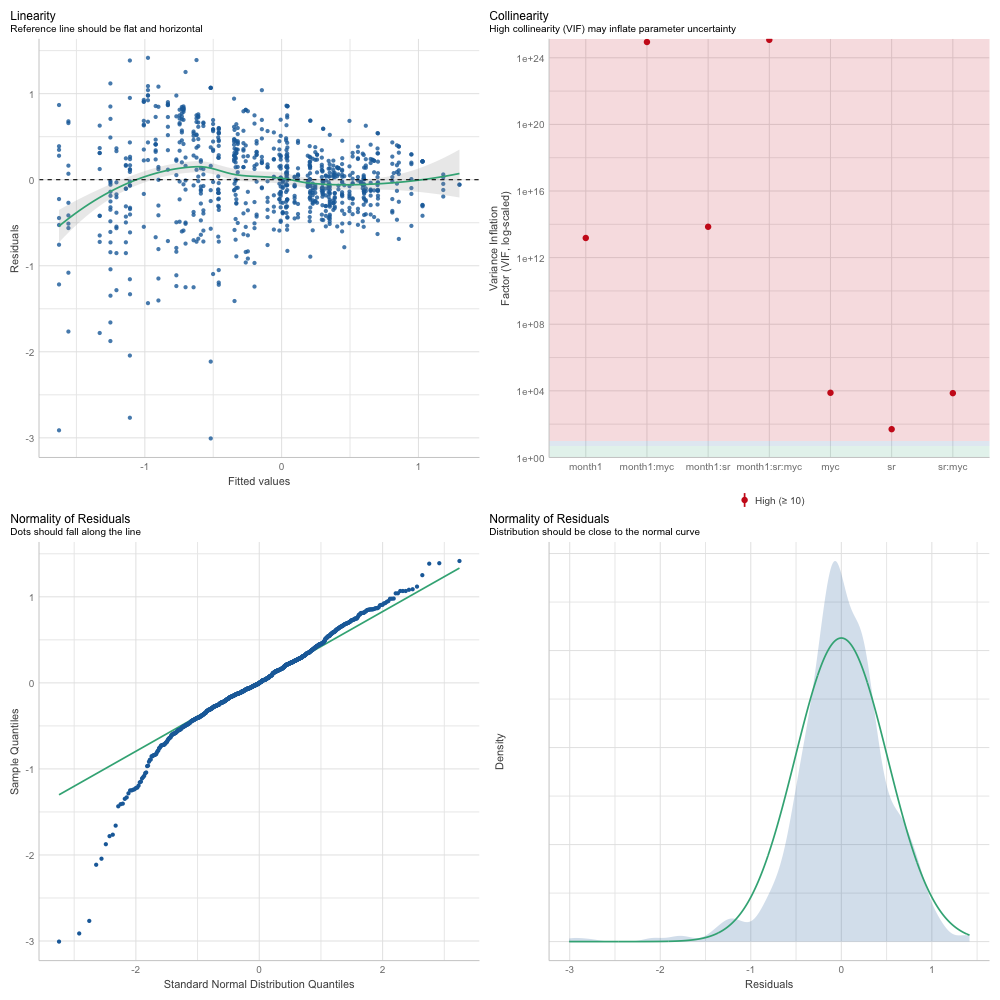 Linearity
Reference line should be flat and horizontal
1
0
-1
-2
-3
Residuals
-1
0
1
Fitted values
Collinearity
High collinearity (VIF) may inflate parameter uncertainty
1e+24
1e+20
1e+16
1e+12
1e+08
1e+04
1e+00
Variance Inflation
Factor (VIF, log-scaled)
month1
month1:myc
month1:sr
month1:sr:myc
myc
sr
sr:myc
High (≥ 10)
Normality of Residuals
Dots should fall along the line
1
0
-1
-2
-3
Sample Quantiles
-2
0
2
Standard Normal Distribution Quantiles
Normality of Residuals
Distribution should be close to the normal curve
Density
-3
-2
-1
0
1
Residuals